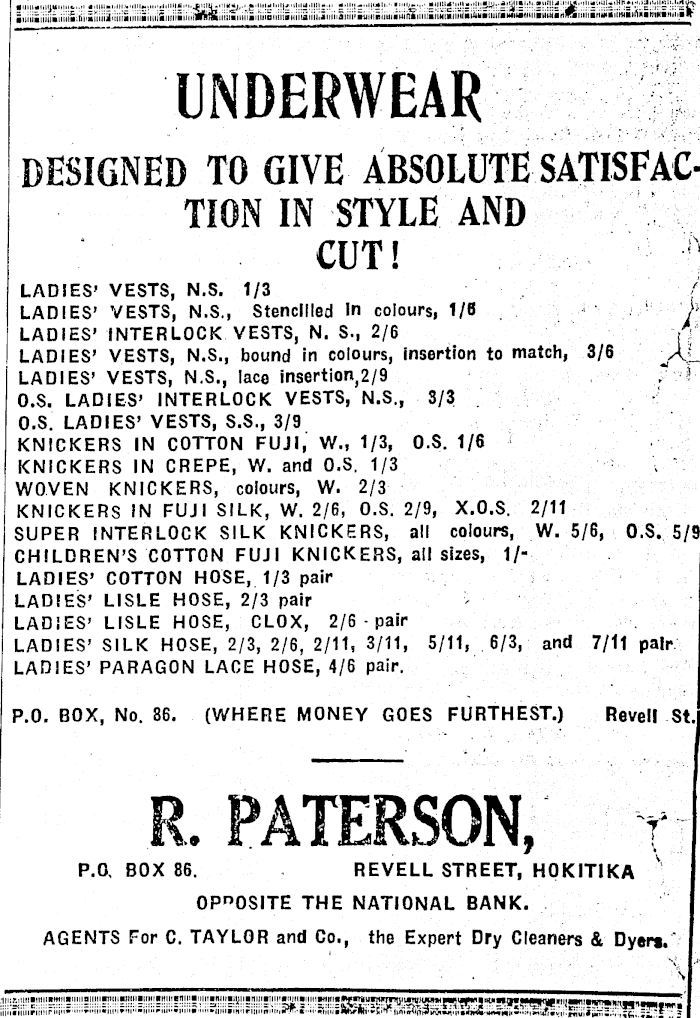 UNDERWEAR
DESIGNED TO GIVE ABSOLUTE SATISFAC-
TION IN STYLE AND
CUT!
LADIES' VESTS, N.S. 1/3
LADIES' VESTS, N.S., Stencilled in colours, 1/6
LADIES' INTERLOCK VESTS, N. S., 2/6
LADIES' VESTS, N.S., bound in colours, insertion to match, 3/6
LADIES' VESTS, N.S., lace insertion,2/9
O.S. LADIES' INTERLOCK VESTS, N.S., 3/3
O.S. LADIES' VESTS, S.S., 3/9
KNICKERS IN COTTON FUJI, W., 1/3, O.S. 1/6
KNICKERS IN CREPE, W. and O.S. 1/3
WOVEN KNICKERS, colours, W. 2/3
KNICKERS IN FUJI SILK, W. 2/6, O.S. 2/9, X.O.S. 2/11
SUPER INTERLOCK SILK KNICKERS, all colours, W. 5/6, O.S. 5/9
CHILDREN'S COTTON FUJI KNICKERS, all sizes, 1/-
LADIES' COTTON HOSE, 1/3 pair
LADIES' LISLE HOSE, 2/3 pair
LADIES' LISLE HOSE, CLOX, 2/6 pair
LADIES' SILK HOSE, 2/3, 2/6, 2/11, 3/11, 5/11, 6/3, and 7/11 pair
LADIES' PARAGON LACE HOSE, 4/6 pair.
P.O. BOX, No. 86. (WHERE MONEY GOES FURTHEST.) Revell St.
R. PATERSON,
P.O. BOX 86. REVELL STREET, HOKITIKA
OPPOSITE THE NATIONAL BANK.
AGENTS For C. TAYLOR and Co., the Expert Dry Cleaners & Dyers.